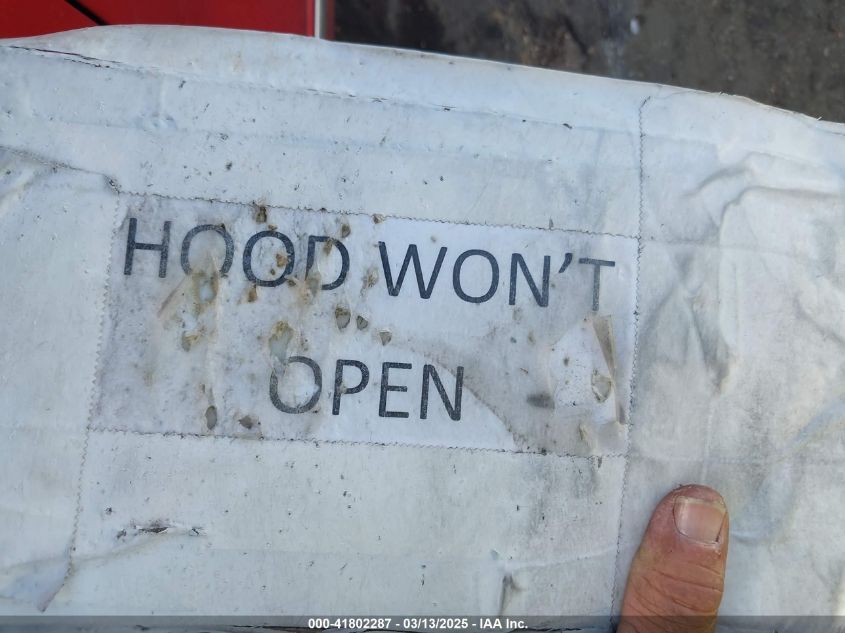 HOOD WON’T
OPEN
000-41802287 - 03/13/2025 - IAA Inc.